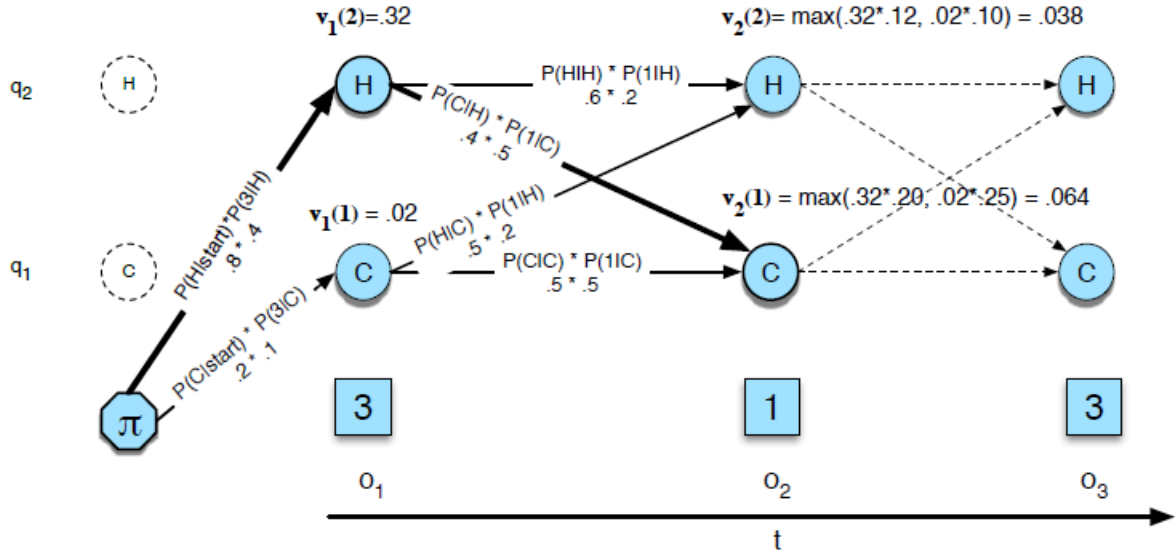 v1(2)=.32
v2(2)= max(.32*.12, .02*.10) = .038
q2
H
H
P(H|H) * P(1|H)
.6 * .2
H
H
P(C|H) * P(1|C)
.4 * .5
P(H|start)*P(3|H)
.8 * .4
v1(1) = .02
P(H|C) * P(1|H)
.5 * .2
v2(1) = max(.32*.20, .02*.25) = .064
q1
C
C
P(C|C) * P(1|C)
.5 * .5
C
C
P(C|start) * P(3|C)
.2 * .1
π
3
1
3
o1
o2
o3
t